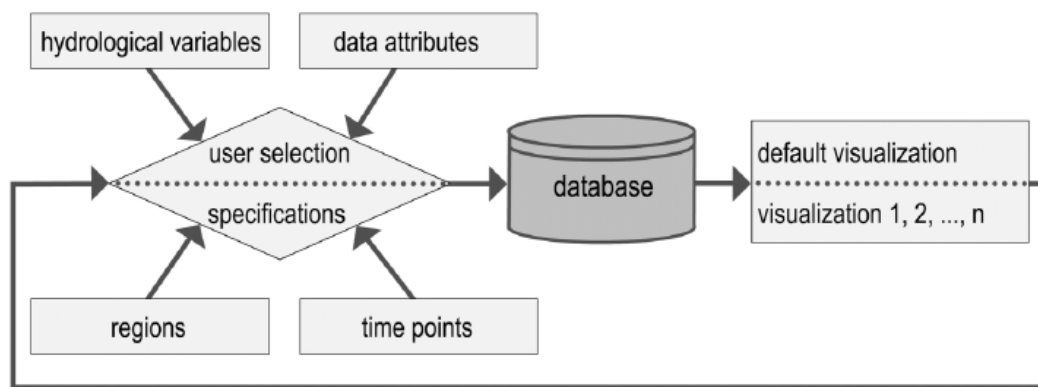 hydrological variables
data attributes
user selection
specifications
database
default visualization
visualization 1, 2, ..., n
regions
time points